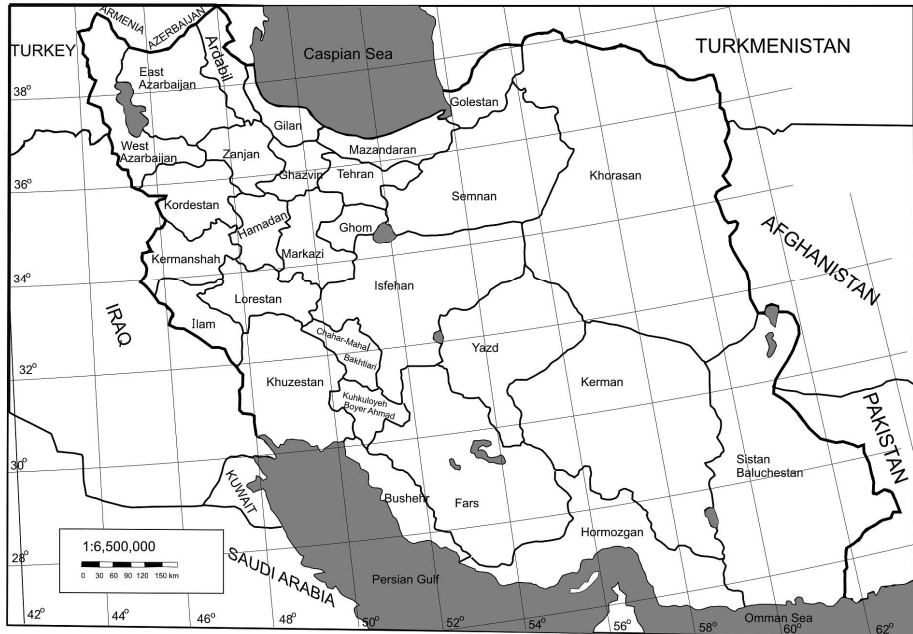 ARMENIA
AZERBAIJAN
TURKEY
Ardabil
Caspian Sea
TURKMENISTAN
East
Azarbaijan
38°
Golestan
Gilan
West
Azarbaijan
Zanjan
Mazandaran
Ghazvin
Tehran
Khorasan
36°
Semnan
Kordestan
Hamadan
Ghom
AFGHANISTAN
Kermanshah
Markazi
34°
Isfehan
IRAQ
Lorestan
Ilam
Chahar-Mahal
Bakhtiari
Yazd
32°
Khuzestan
Kerman
Kuhkuloyeh
Boyer Ahmad
PAKISTAN
30°
Sistan
Baluchestan
KUWAIT
Bushehr
Fars
Hormozgan
1:6,500,000
0 30 60 90 120 150 km
28°
SAUDI ARABIA
Persian Gulf
Omman Sea
42° 44° 46° 48° 50° 52° 54° 56° 58° 60° 62°